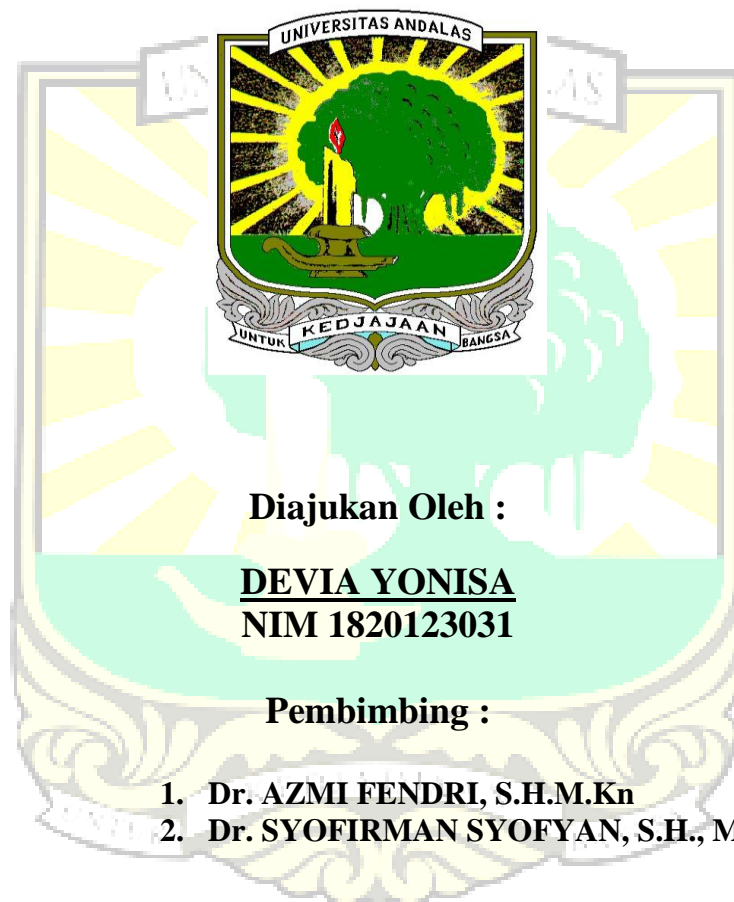 UNIVERSITAS ANDALAS
UNTUK KEDJAJAAN BANGSA
Diajukan Oleh :
DEVIA YONISA
NIM 1820123031
Pembimbing :
1. Dr. AZMI FENDRI, S.H.M.Kn
2. Dr. SYOFIRMAN SYOFYAN, S.H., M